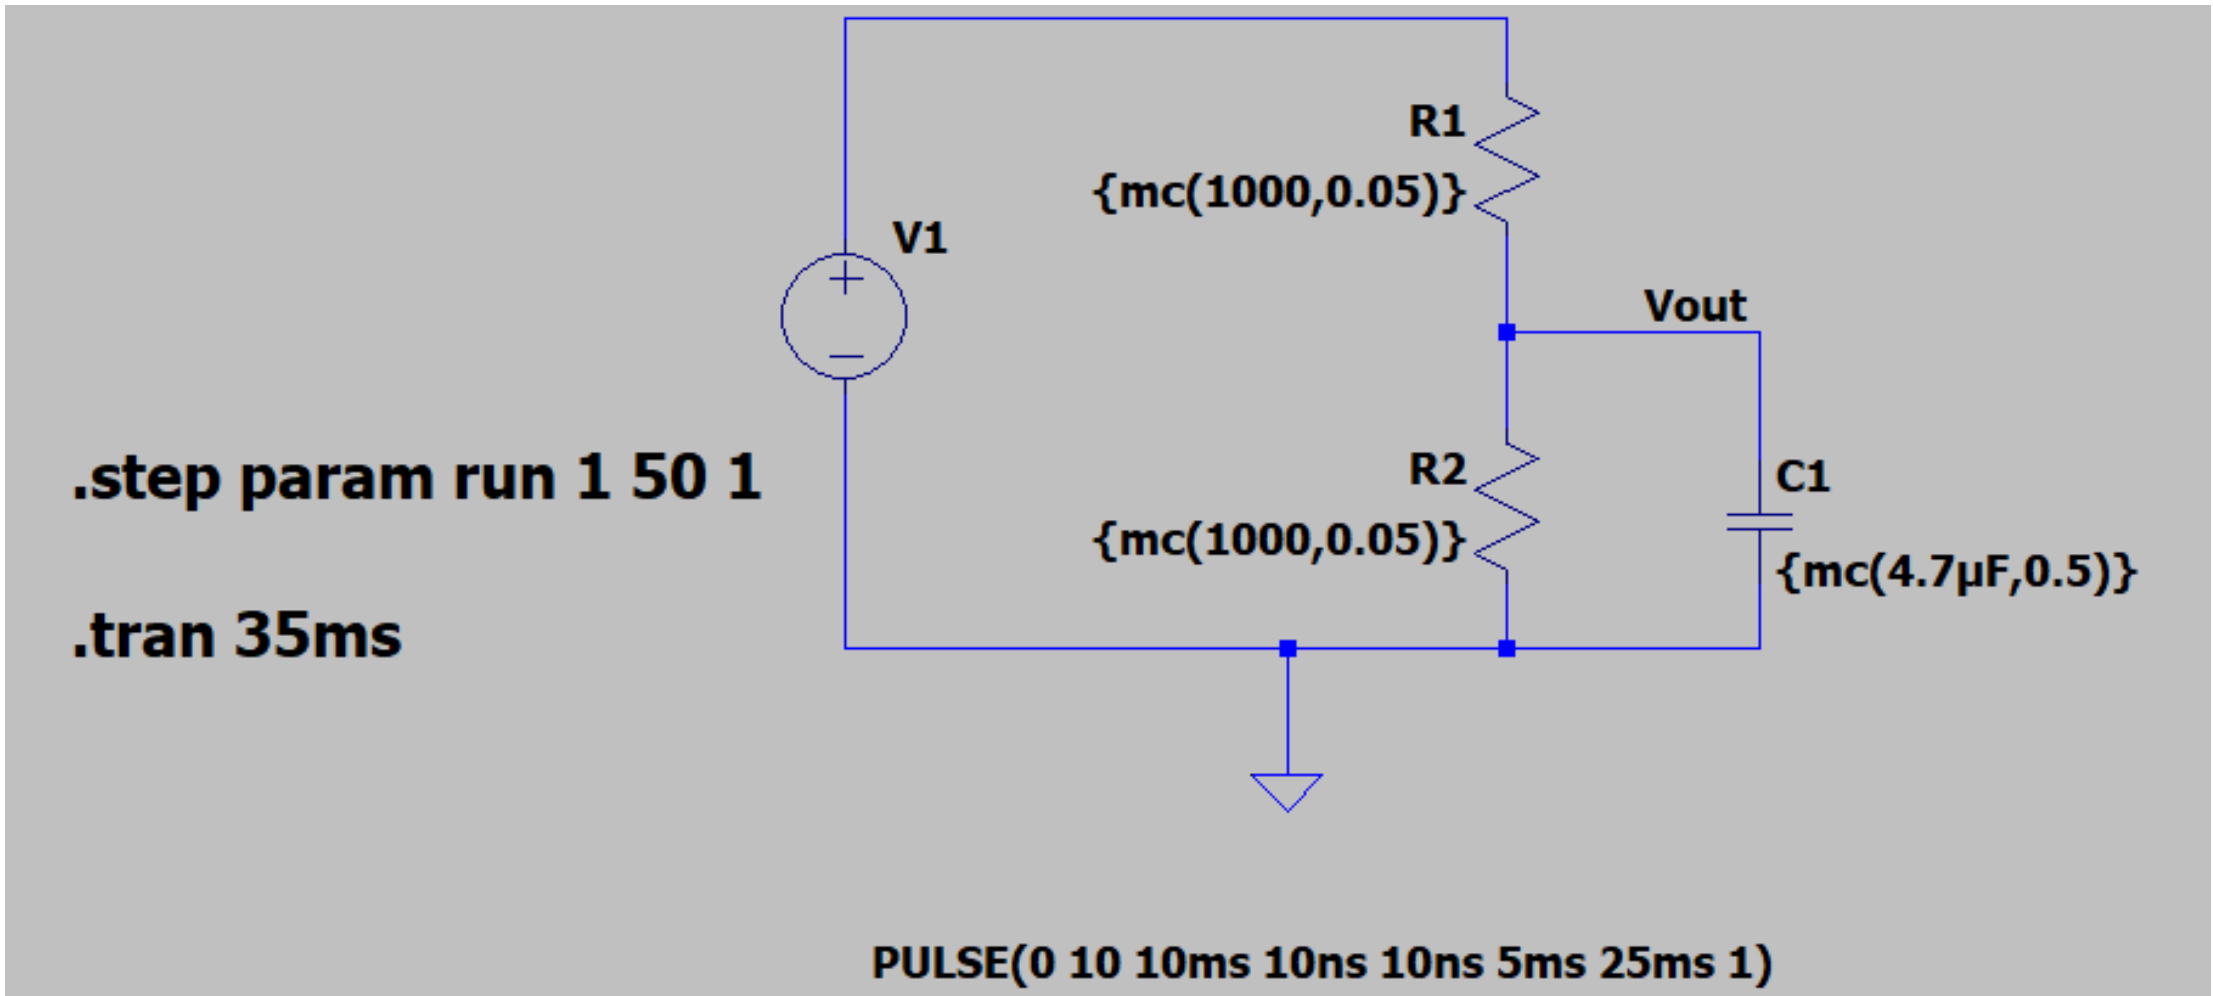 R1
{mc(1000,0.05)}
V1
Vout
.step param run 1 50 1
R2
C1
{mc(1000,0.05)}
{mc(4.7µF,0.5)}
.tran 35ms
PULSE(0 10 10ms 10ns 10ns 5ms 25ms 1)